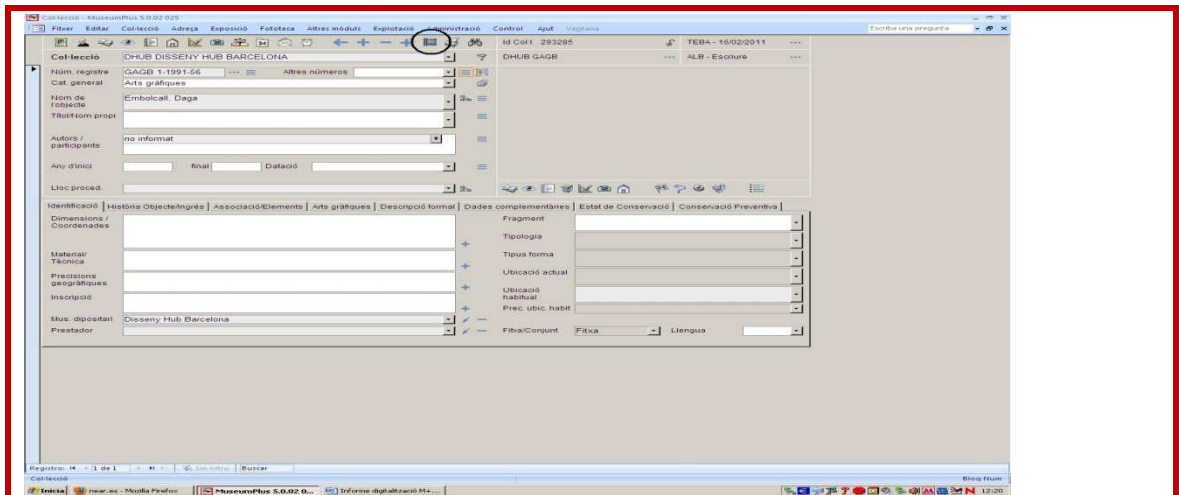 Col·lecció - MuseumPlus 5.0.02 025
Fitxer Editar Col·lecció Adreça Exposició Fototeca Altres mòduls Explotació Administració Control Ajut Vegtana
Escriba una pregunta
Id Col·l 293285 TEBA - 16/02/2011
Col·lecció DHUB DISSENY HUB BARCELONA DHUB GAGB ALB - Escriure
Núm. registre GAGB 1-1991-56 Altres números
Cat. general Arts gràfiques
Nom de l'objecte Embolcall, Daga
Títol/Nom propi
Autors / participants no informat
Any d'inici final Datació
Lloc proced.
Identificació Història Objecte/Ingrés Associació/Elements Arts gràfiques Descripció formal Dades complementàries Estat de Conservació Conservació Preventiva
Dimensions / Coordenades Fragment
Tipologia
Material/ Tècnica Tipus forma
Precisions geogràfiques Ubicació actual
Inscripció Ubicació habitual
Prec. ubic. habit
Mus. dipositari Disseny Hub Barcelona
Prestador Fitra/Conjunt Fitxa Llengua
Registro: 1 de 1 Sin filtro Buscar
Col·lecció Bloq Num
Inicia near.es - Mozilla Firefox MuseumPlus 5.0.02 0... Informe digitalització M+... 12:20